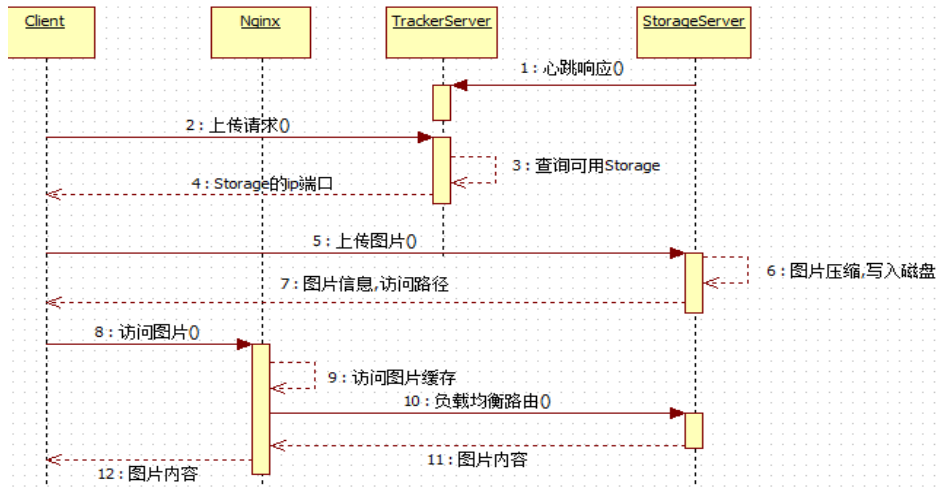 Client
Nginx
TrackerServer
StorageServer
1 : 心跳响应()
2 : 上传请求()
3 : 查询可用Storage
4 : Storage的ip端口
5 : 上传图片()
6 : 图片压缩,写入磁盘
7 : 图片信息,访问路径
8 : 访问图片()
9 : 访问图片缓存
10 : 负载均衡路由()
11 : 图片内容
12 : 图片内容